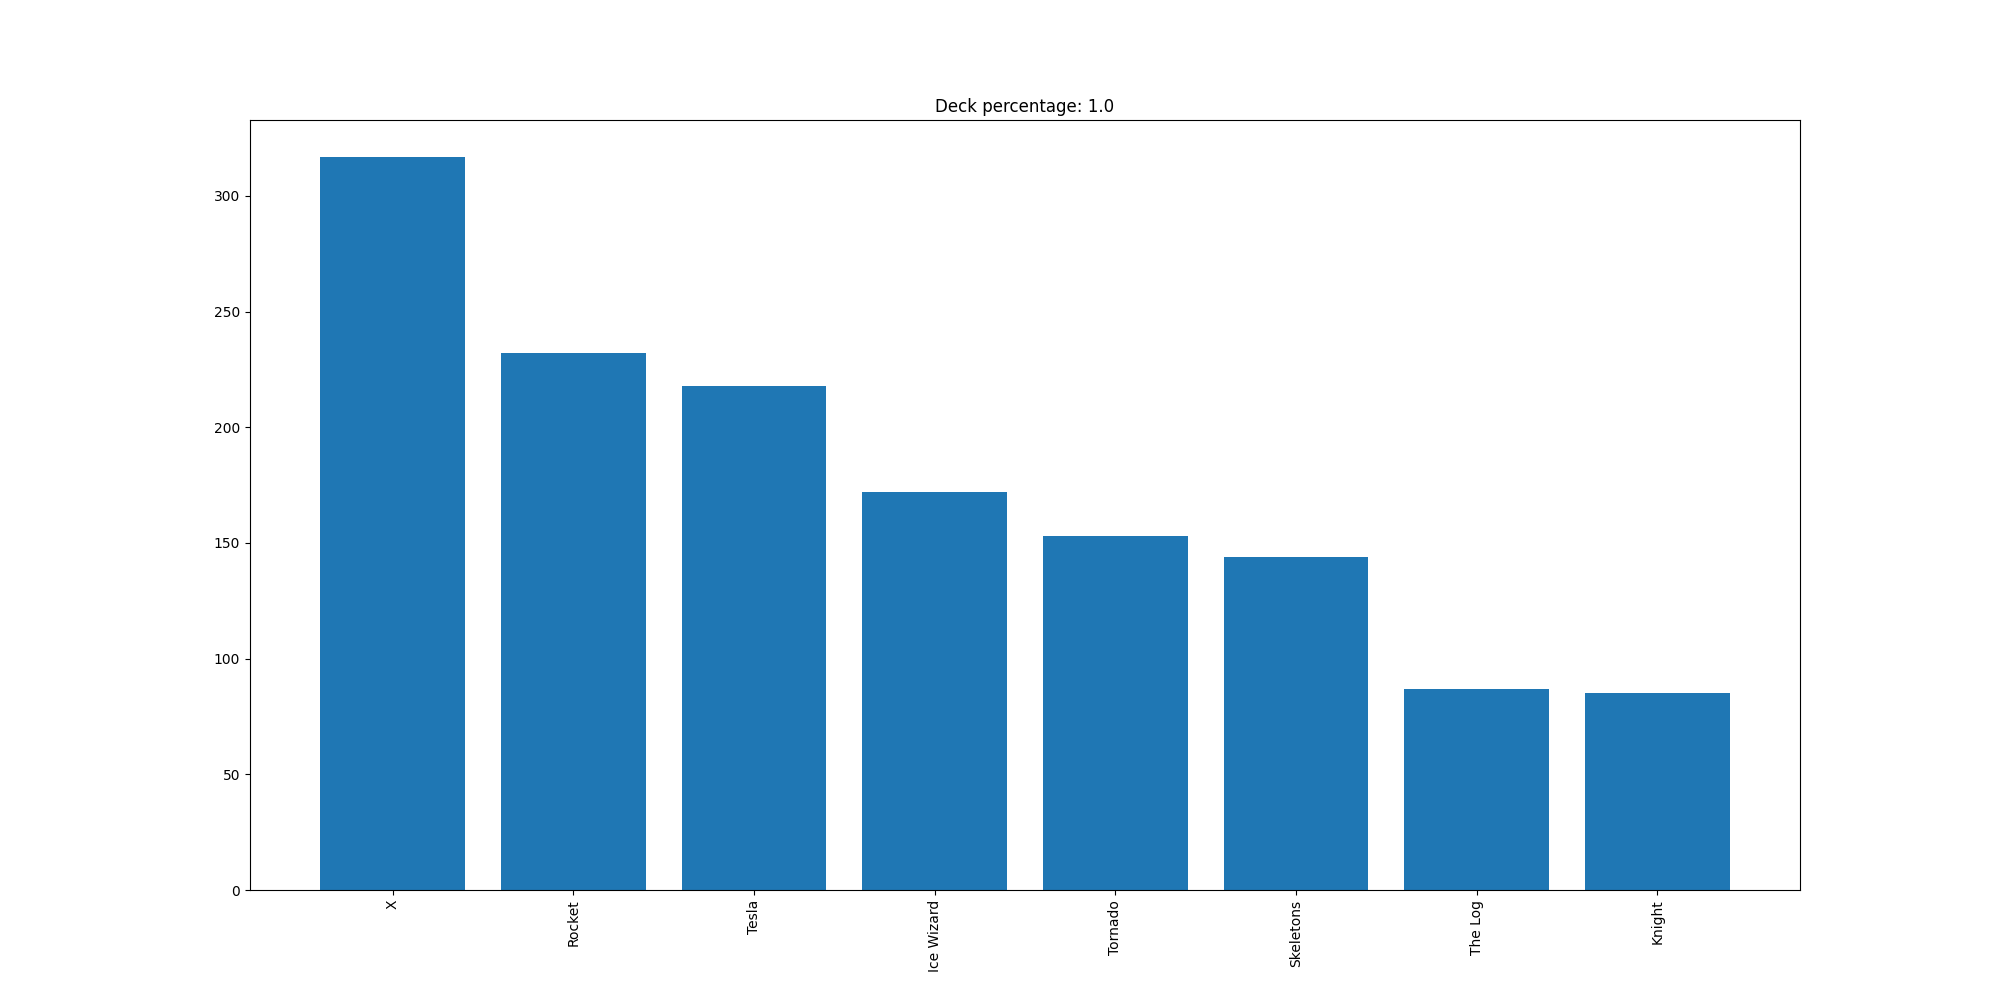 Deck percentage: 1.0
300
250
200
150
100
50
0
X
Rocket
Tesla
Ice Wizard
Tornado
Skeletons
The Log
Knight